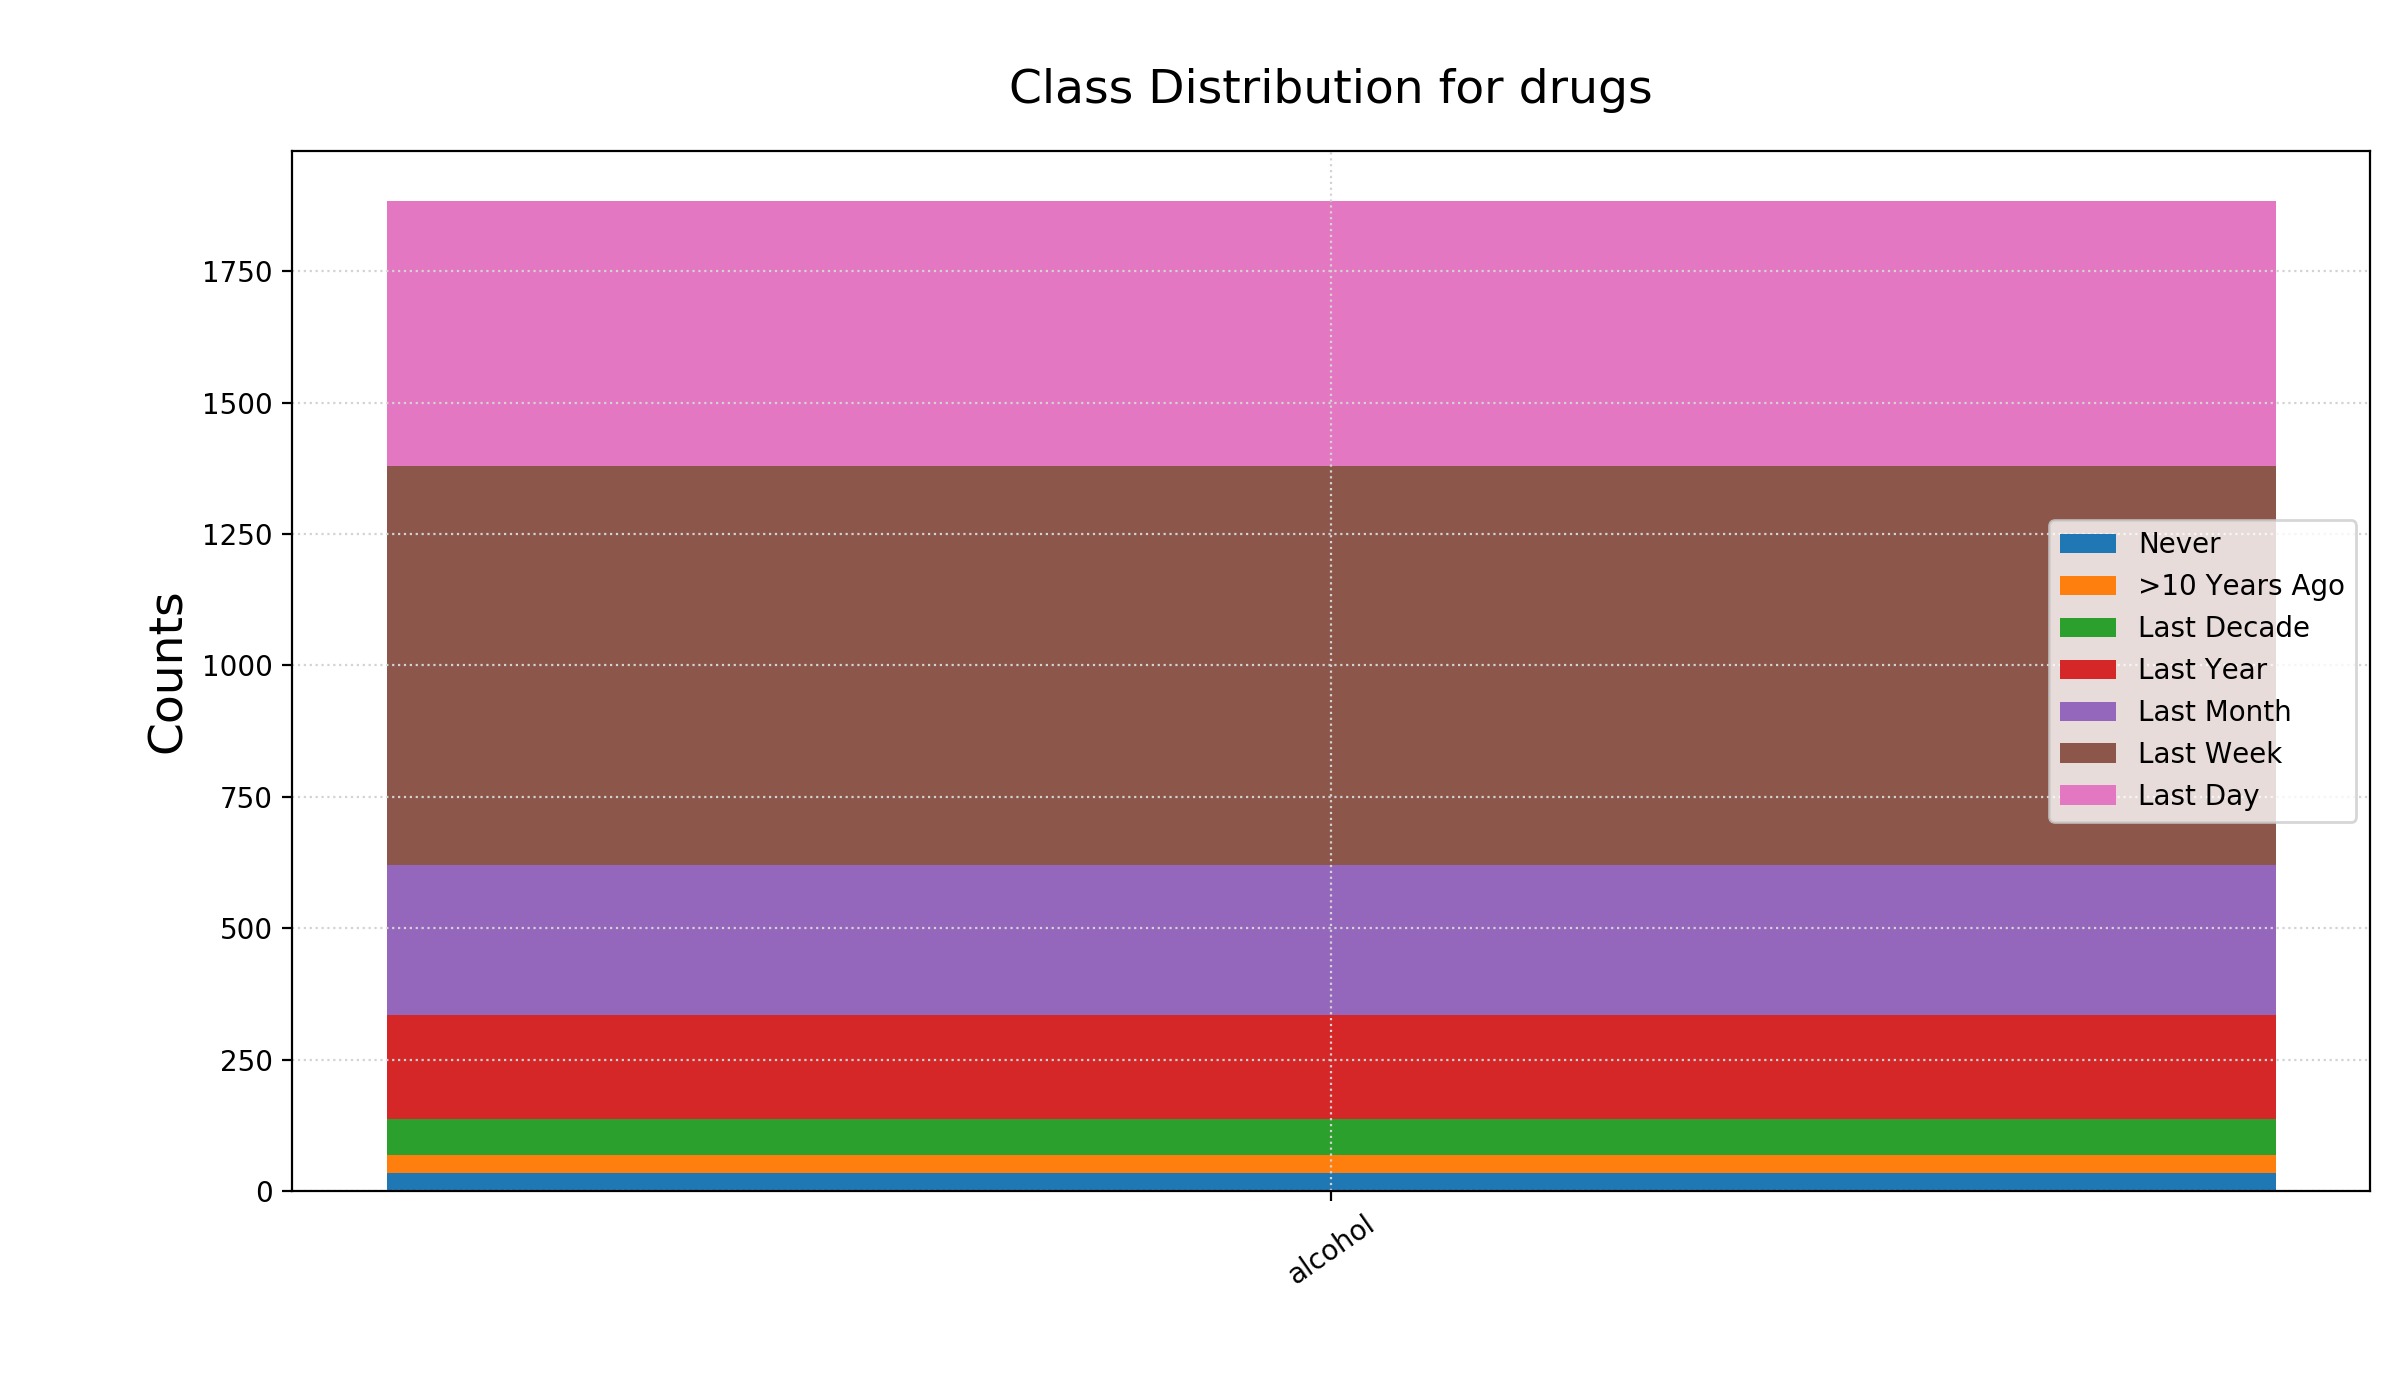 Class Distribution for drugs
Counts
1750
1500
1250
1000
750
500
250
0
Never
>10 Years Ago
Last Decade
Last Year
Last Month
Last Week
Last Day
alcohol